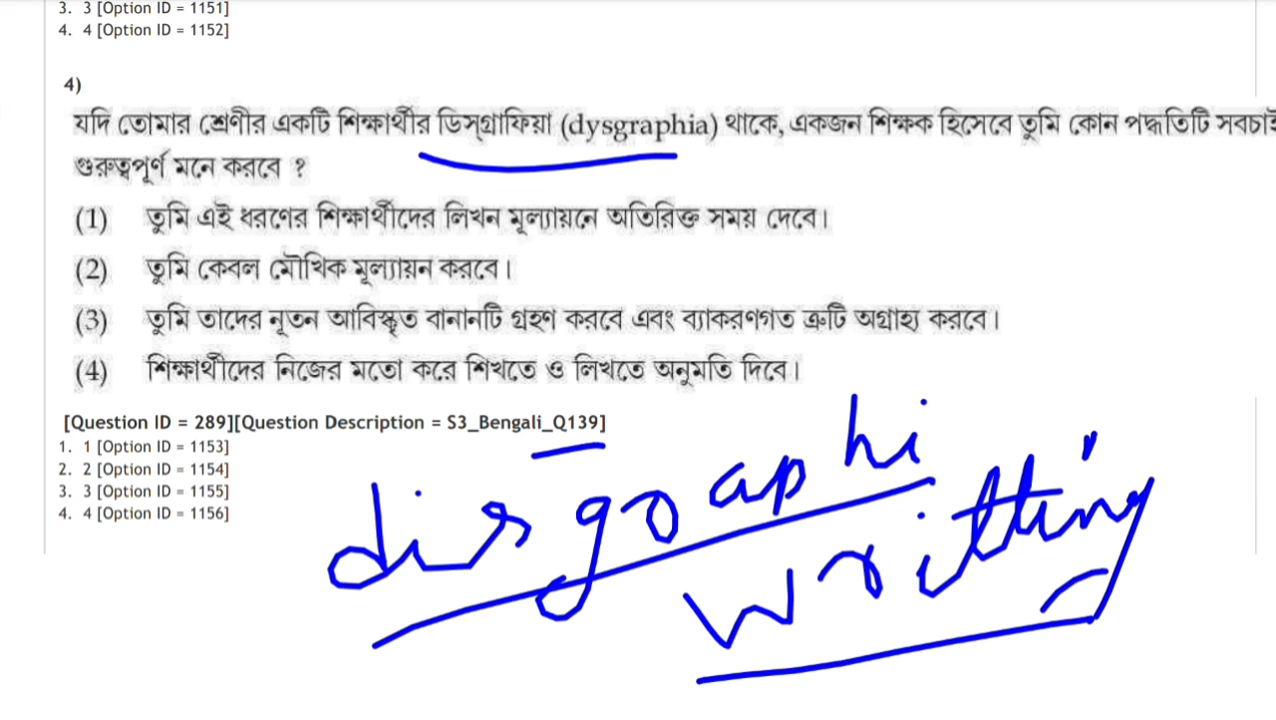 3. 3 [Option ID = 1151]
4. 4 [Option ID = 1152]
4)
যদি তোমার শ্রেণীর একটি শিক্ষার্থীর ডিস্গ্রাফিয়া (dysgraphia) থাকে, একজন শিক্ষক হিসেবে তুমি কোন পদ্ধতিটি সবচাই
গুরুত্বপূর্ণ মনে করবে ?
(1) তুমি এই ধরণের শিক্ষার্থীদের লিখন মূল্যায়নে অতিরিক্ত সময় দেবে।
(2) তুমি কেবল মৌখিক মূল্যায়ন করবে।
(3) তুমি তাদের নূতন আবিস্কৃত বানানটি গ্রহণ করবে এবং ব্যাকরণগত ত্রুটি অগ্রাহ্য করবে।
(4) শিক্ষার্থীদের নিজের মতো করে শিখতে ও লিখতে অনুমতি দিবে।
[Question ID = 289][Question Description = S3_Bengali_Q139]
1. 1 [Option ID = 1153]
2. 2 [Option ID = 1154]
3. 3 [Option ID = 1155]
4. 4 [Option ID = 1156]
disgraphi
writting